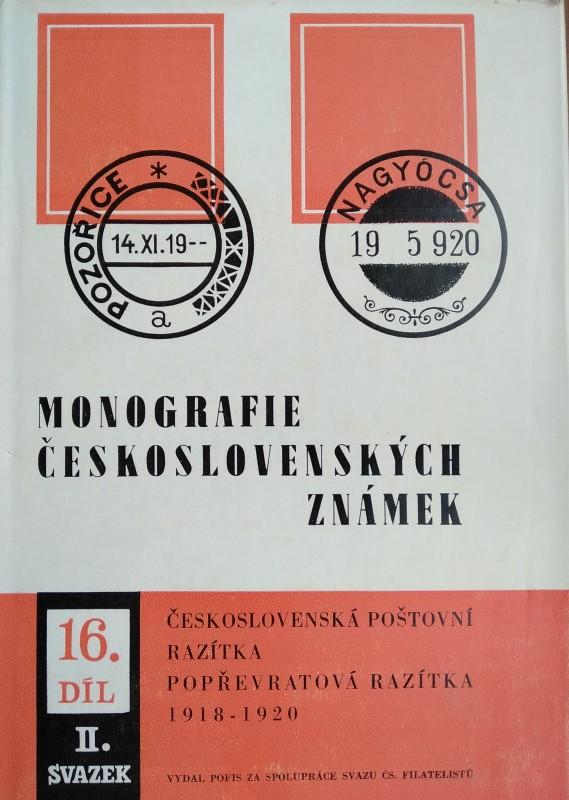 POZOŘICE *
14.XI.19--
a
NAGYÓCSA
19 5 920
MONOGRAFIE
ČESKOSLOVENSKÝCH
ZNÁMEK
16.
DÍL
II.
SVAZEK
ČESKOSLOVENSKÁ POŠTOVNÍ
RAZÍTKA
POPŘEVRATOVÁ RAZÍTKA
1918-1920
VYDAL POFIS ZA SPOLUPRÁCE SVAZU ČS. FILATELISTŮ